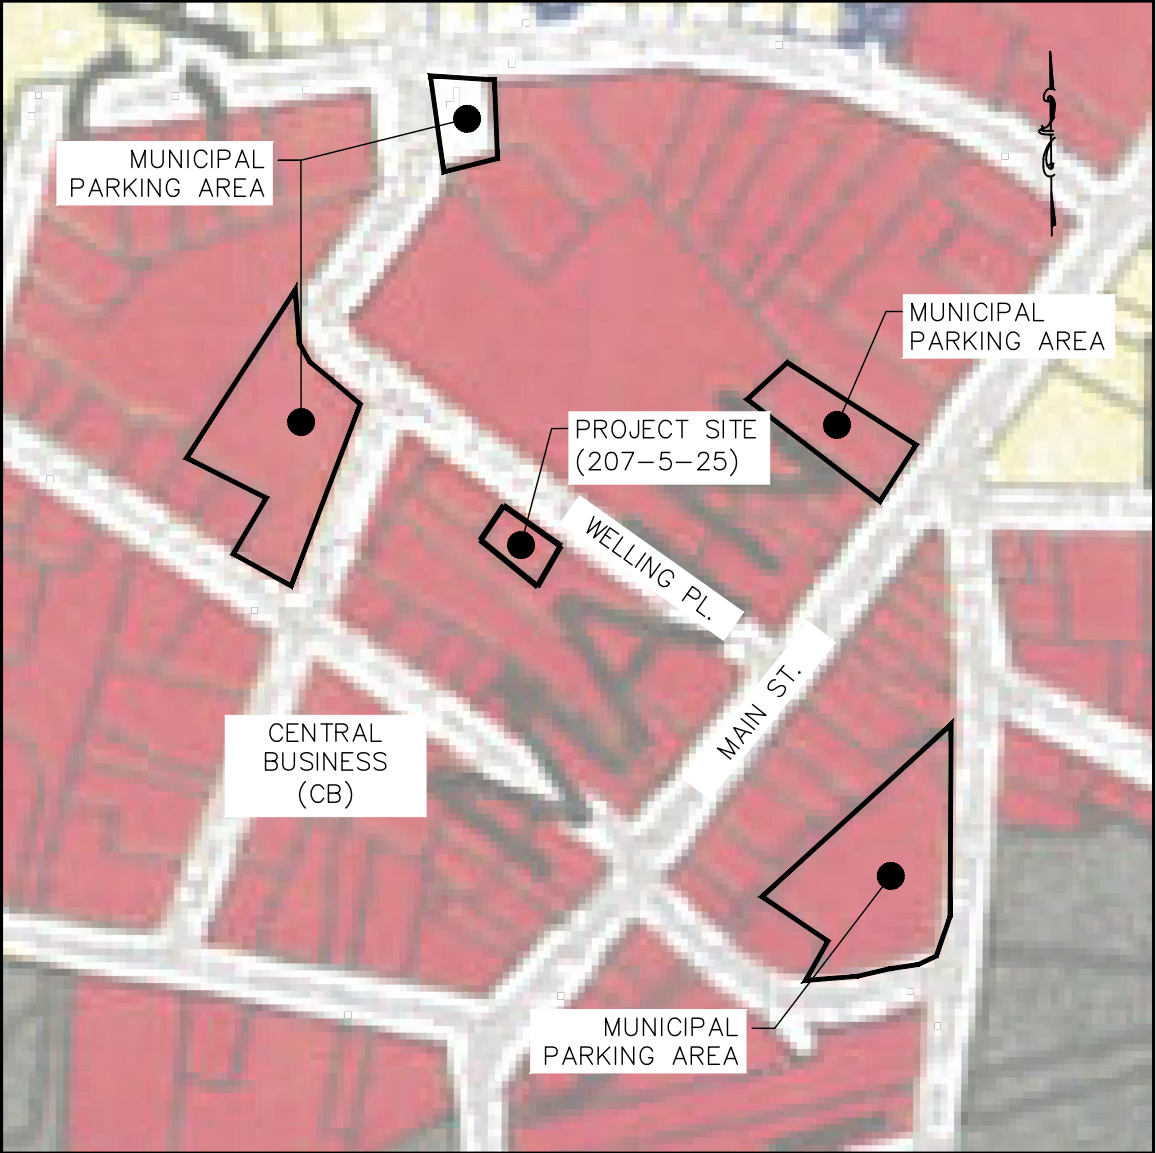 MUNICIPAL
PARKING AREA
MUNICIPAL
PARKING AREA
PROJECT SITE
(207-5-25)
WELLING PL.
MAIN ST.
CENTRAL
BUSINESS
(CB)
MUNICIPAL
PARKING AREA